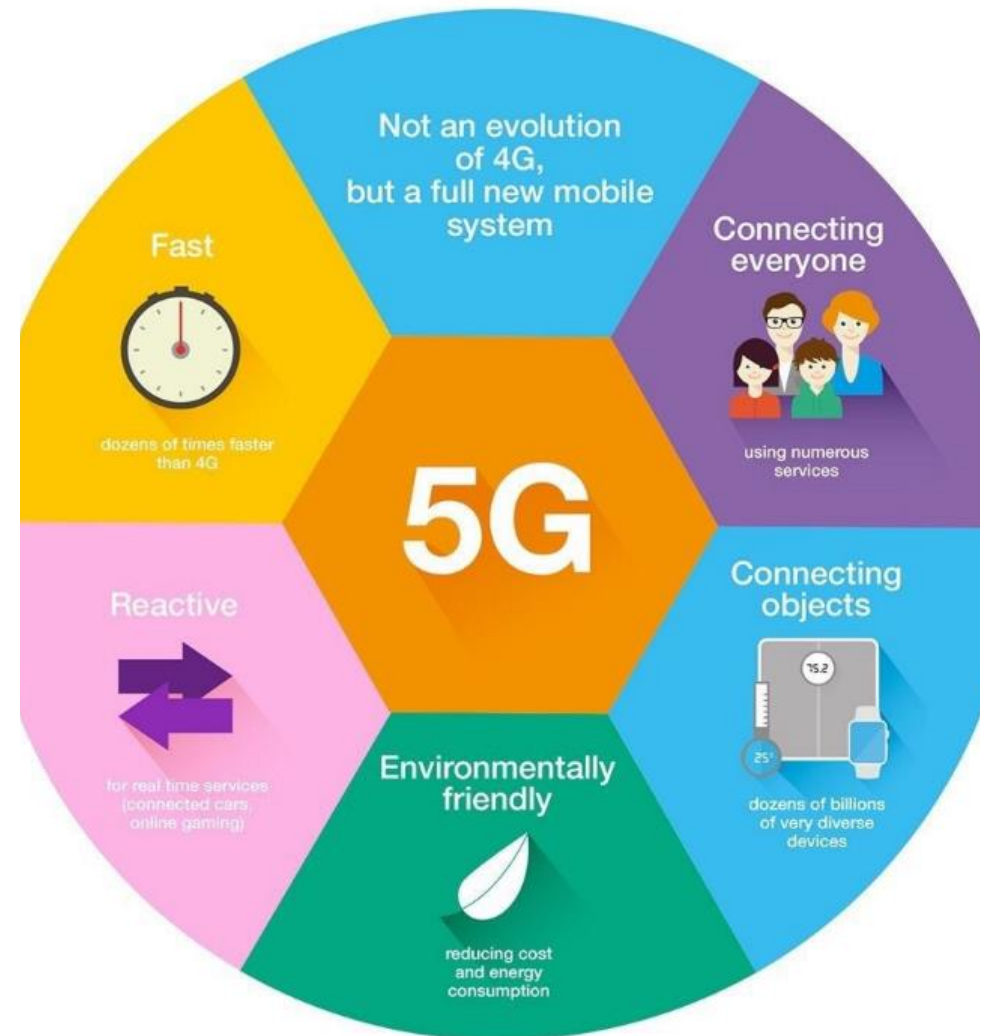 Not an evolution
of 4G,
but a full new mobile
system
Connecting
everyone
using numerous
services
Connecting
objects
75.2
25°
dozens of billions
of very diverse
devices
Environmentally
friendly
reducing cost
and energy
consumption
Reactive
for real time services
(connected cars,
online gaming)
Fast
dozens of times faster
than 4G
5G